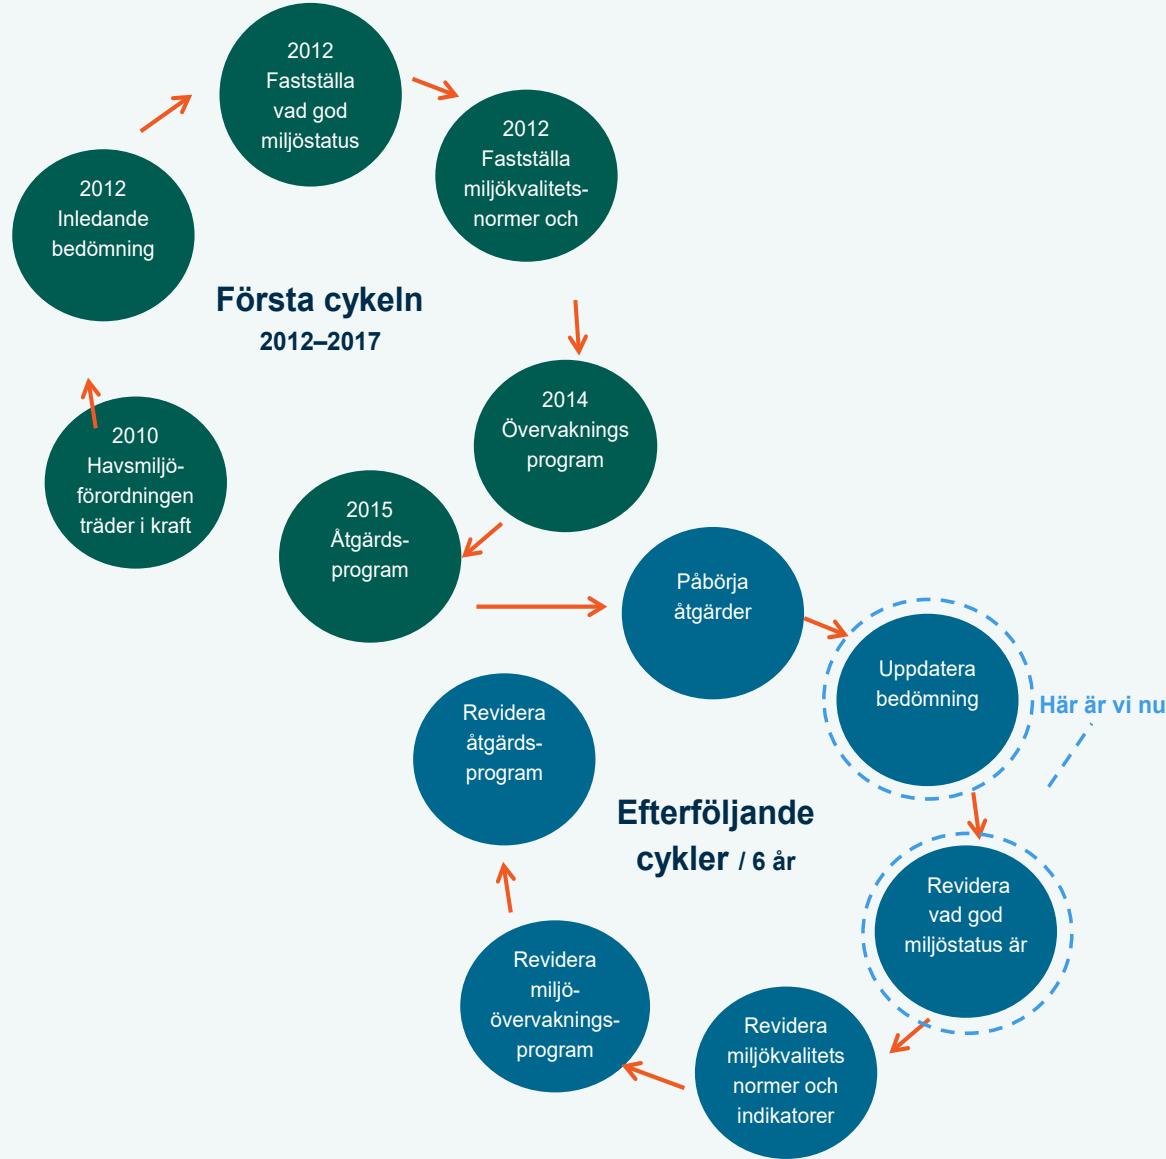 2010
Havsmiljö-
förordningen
träder i kraft
2012
Inledande
bedömning
2012
Fastställa
vad god
miljöstatus
2012
Fastställa
miljökvalitets-
normer och
Första cykeln
2012–2017
2014
Övervaknings
program
2015
Åtgärds-
program
Påbörja
åtgärder
Uppdatera
bedömning
Här är vi nu
Revidera
vad god
miljöstatus är
Revidera
miljökvalitets
normer och
indikatorer
Revidera
miljö-
övervaknings-
program
Revidera
åtgärds-
program
Efterföljande
cykler / 6 år